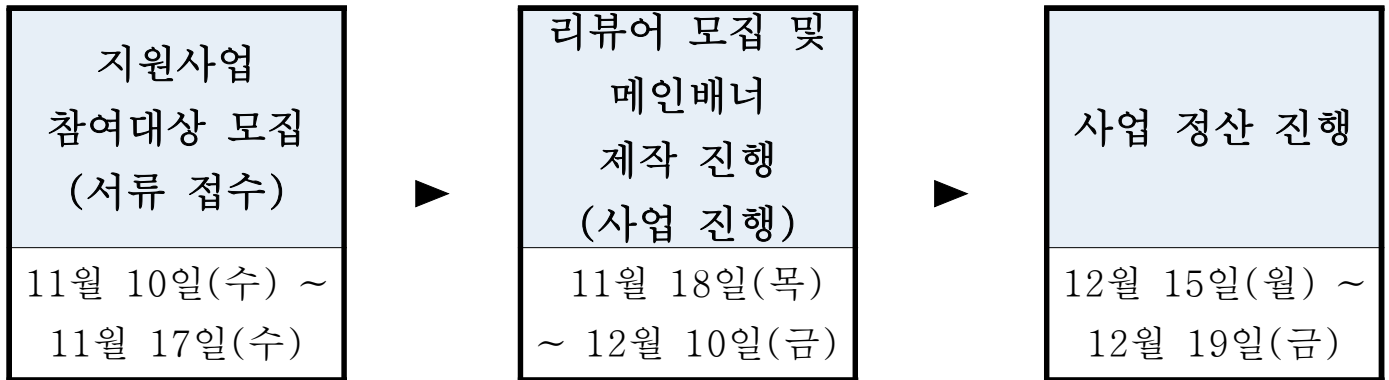 지원사업
참여대상 모집
(서류 접수)
11월 10일(수) ~
11월 17일(수)
►
리뷰어 모집 및
메인배너
제작 진행
(사업 진행)
11월 18일(목)
~ 12월 10일(금)
►
사업 정산 진행
12월 15일(월) ~
12월 19일(금)